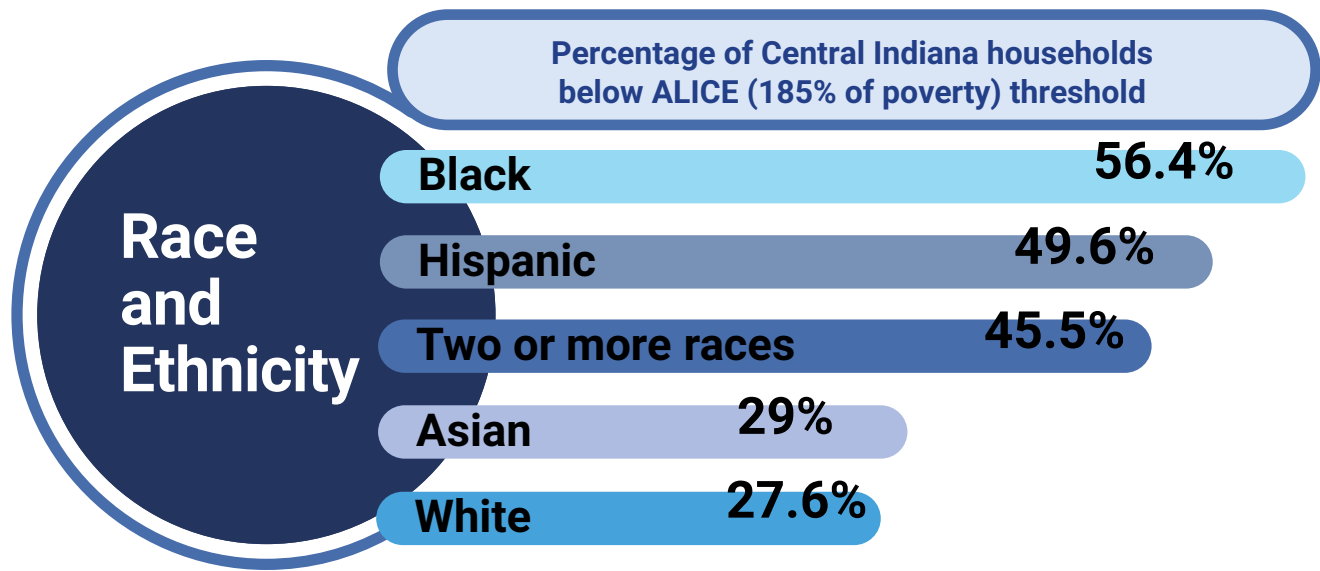 Percentage of Central Indiana households
below ALICE (185% of poverty) threshold
Race
and
Ethnicity
Black 56.4%
Hispanic 49.6%
Two or more races 45.5%
Asian 29%
White 27.6%